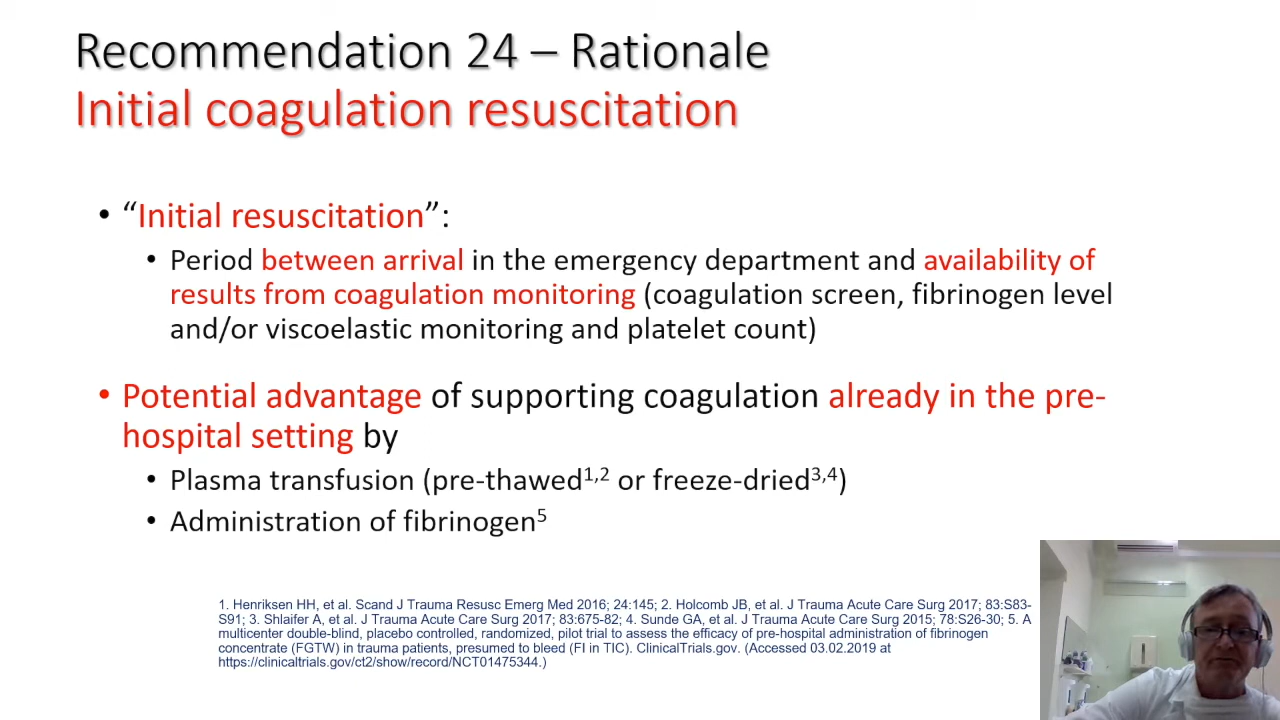 Recommendation 24 – Rationale
Initial coagulation resuscitation
• “Initial resuscitation”:
• Period between arrival in the emergency department and availability of
results from coagulation monitoring (coagulation screen, fibrinogen level
and/or viscoelastic monitoring and platelet count)
• Potential advantage of supporting coagulation already in the pre-
hospital setting by
• Plasma transfusion (pre-thawed1,2 or freeze-dried3,4)
• Administration of fibrinogen5
1. Henriksen HH, et al. Scand J Trauma Resusc Emerg Med 2016; 24:145; 2. Holcomb JB, et al. J Trauma Acute Care Surg 2017; 83:S83-
S91; 3. Shlaifer A, et al. J Trauma Acute Care Surg 2017; 83:675-82; 4. Sunde GA, et al. J Trauma Acute Care Surg 2015; 78:S26-30; 5. A
multicenter double-blind, placebo controlled, randomized, pilot trial to assess the efficacy of pre-hospital administration of fibrinogen
concentrate (FGTW) in trauma patients, presumed to bleed (FI in TIC). ClinicalTrials.gov. (Accessed 03.02.2019 at
https://clinicaltrials.gov/ct2/show/record/NCT01475344.)